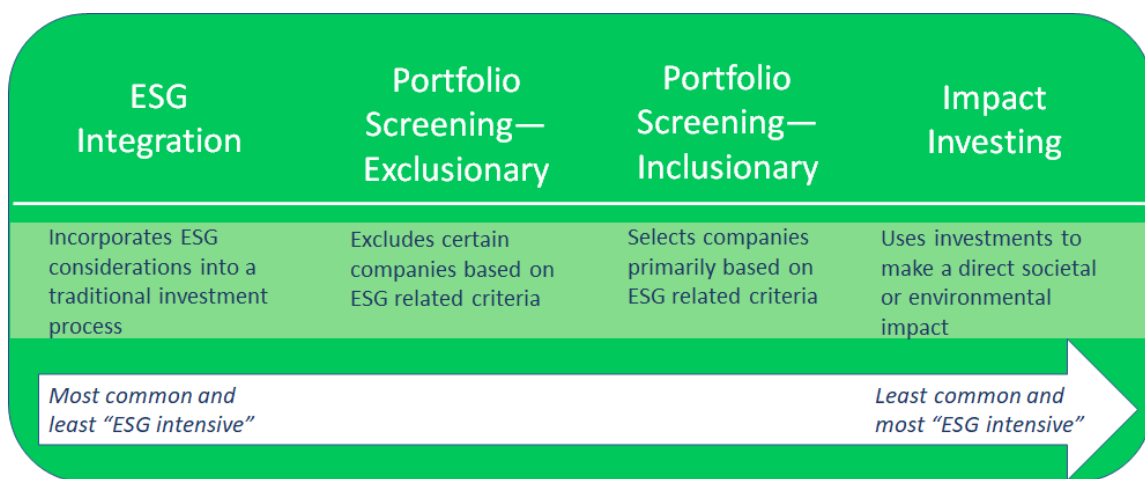 ESG
Integration
Portfolio
Screening—
Exclusionary
Portfolio
Screening—
Inclusionary
Impact
Investing
Incorporates ESG
considerations into a
traditional investment
process
Excludes certain
companies based on
ESG related criteria
Selects companies
primarily based on
ESG related criteria
Uses investments to
make a direct societal
or environmental
impact
Most common and
least “ESG intensive”
Least common and
most “ESG intensive”